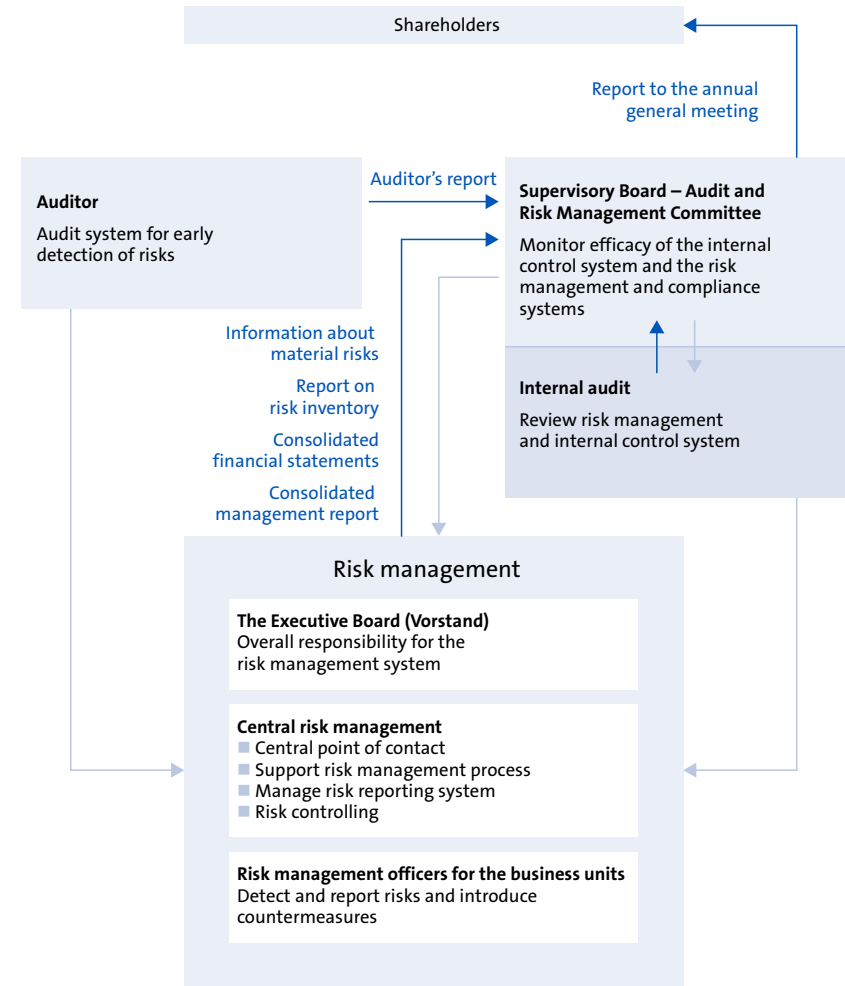 Shareholders
Report to the annual
general meeting
Auditor
Audit system for early
detection of risks
Auditor’s report
Supervisory Board – Audit and
Risk Management Committee
Monitor efficacy of the internal
control system and the risk
management and compliance
systems
Information about
material risks
Report on
risk inventory
Consolidated
financial statements
Consolidated
management report
Internal audit
Review risk management
and internal control system
Risk management
The Executive Board (Vorstand)
Overall responsibility for the
risk management system
Central risk management
Central point of contact
Support risk management process
Manage risk reporting system
Risk controlling
Risk management officers for the business units
Detect and report risks and introduce
countermeasures